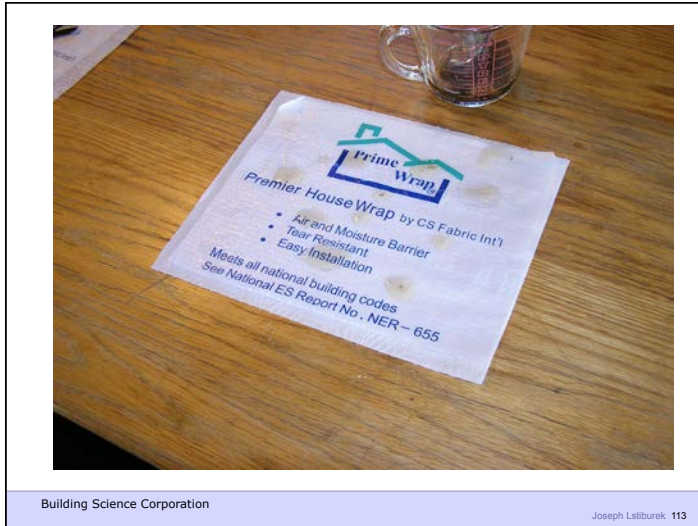 Prime
Wrap
Premier House Wrap by CS Fabric Int'l
• Air and Moisture Barrier
• Tear Resistant
• Easy Installation
Meets all national building codes
See National ES Report No. NER – 655
Building Science Corporation
Joseph Lstiburek 113